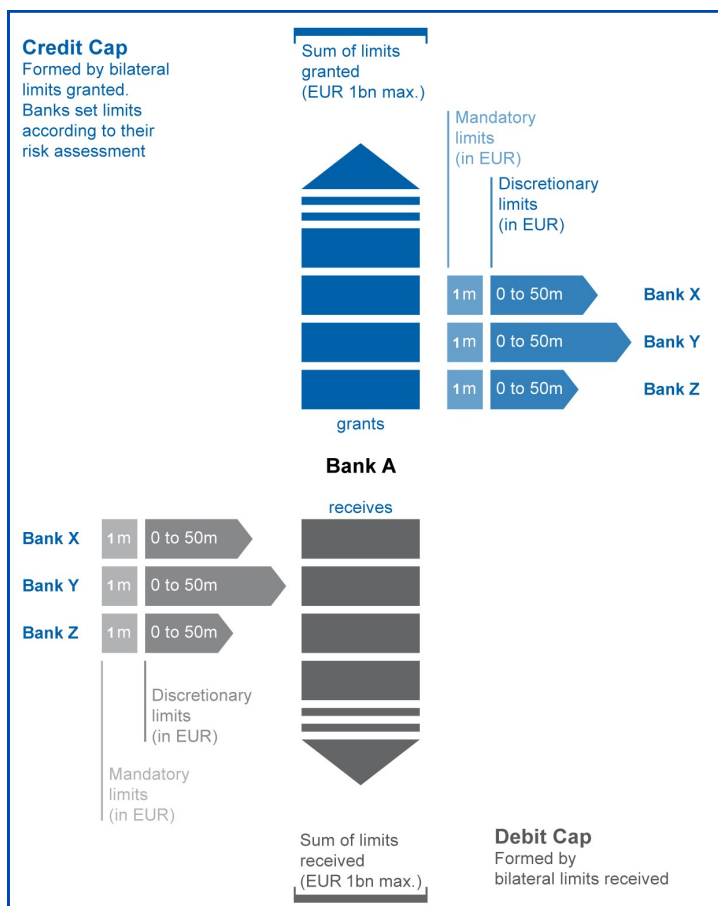 Credit Cap
Formed by bilateral
limits granted.
Banks set limits
according to their
risk assessment
Sum of limits
granted
(EUR 1bn max.)
Mandatory
limits
(in EUR)
Discretionary
limits
(in EUR)
1m 0 to 50m Bank X
1m 0 to 50m Bank Y
1m 0 to 50m Bank Z
grants
Bank A
receives
Bank X 1m 0 to 50m
Bank Y 1m 0 to 50m
Bank Z 1m 0 to 50m
Discretionary
limits
(in EUR)
Mandatory
limits
(in EUR)
Sum of limits
received
(EUR 1bn max.)
Debit Cap
Formed by
bilateral limits received